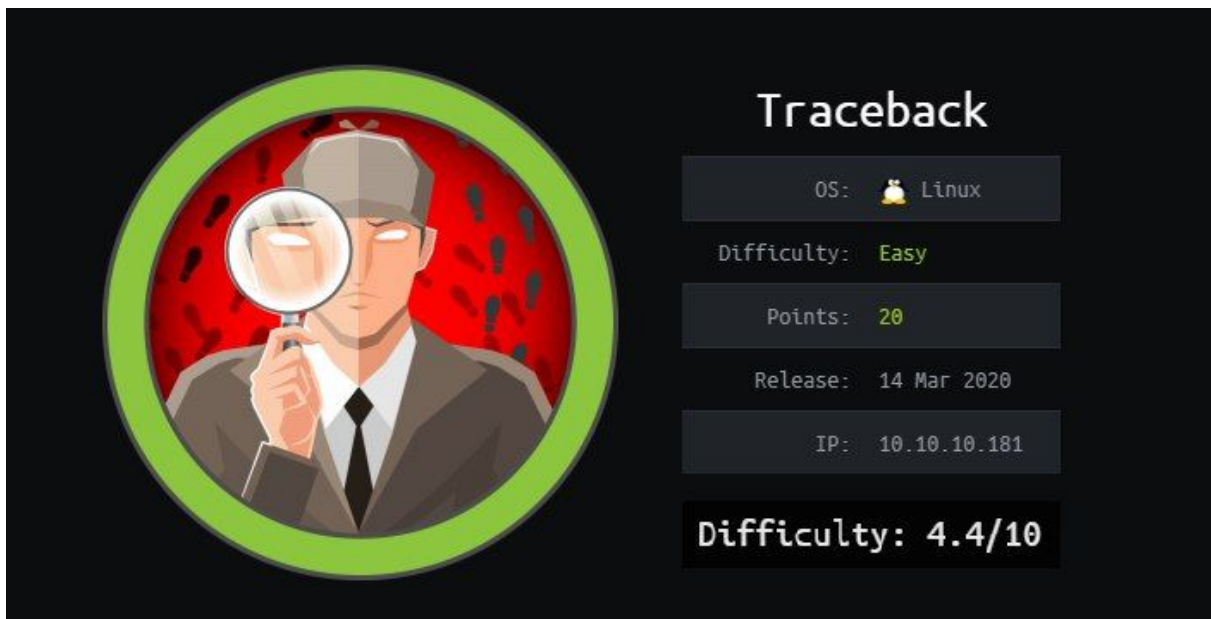 Traceback
OS: Linux
Difficulty: Easy
Points: 20
Release: 14 Mar 2020
IP: 10.10.10.181
Difficulty: 4.4/10